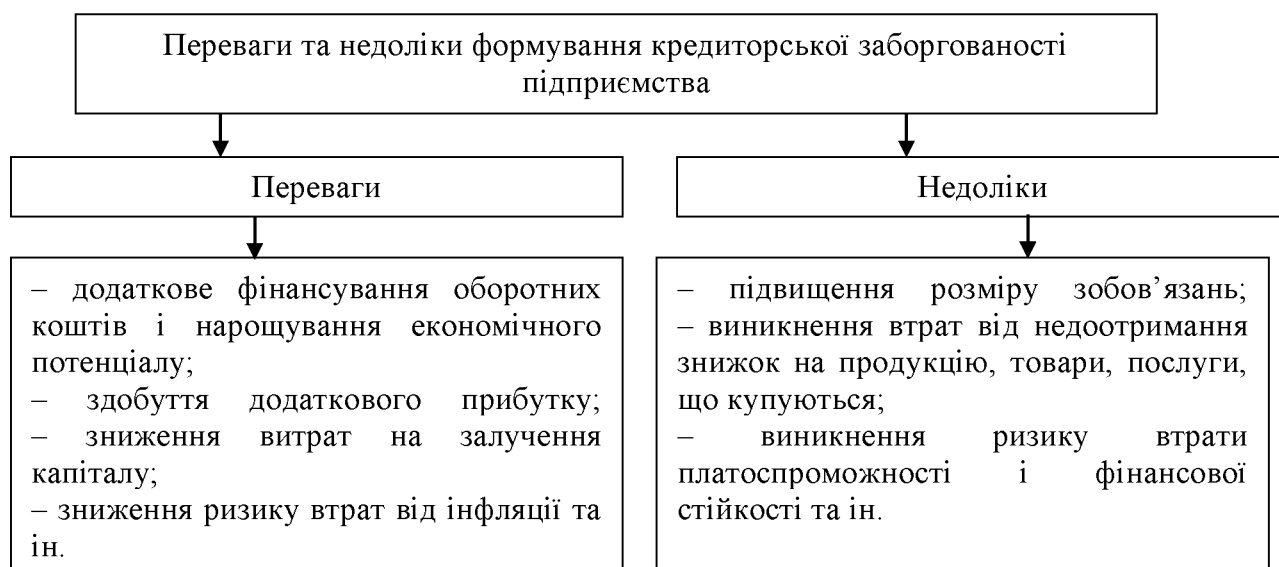 Переваги та недоліки формування кредиторської заборгованості
підприємства
Переваги
Недоліки
– додаткове фінансування оборотних
коштів і нарощування економічного
потенціалу;
– здобуття додаткового прибутку;
– зниження витрат на залучення
капіталу;
– зниження ризику втрат від інфляції та
ін.
– підвищення розміру зобов’язань;
– виникнення втрат від недоотримання
знижок на продукцію, товари, послуги,
що купуються;
– виникнення ризику втрати
платоспроможності і фінансової
стійкості та ін.